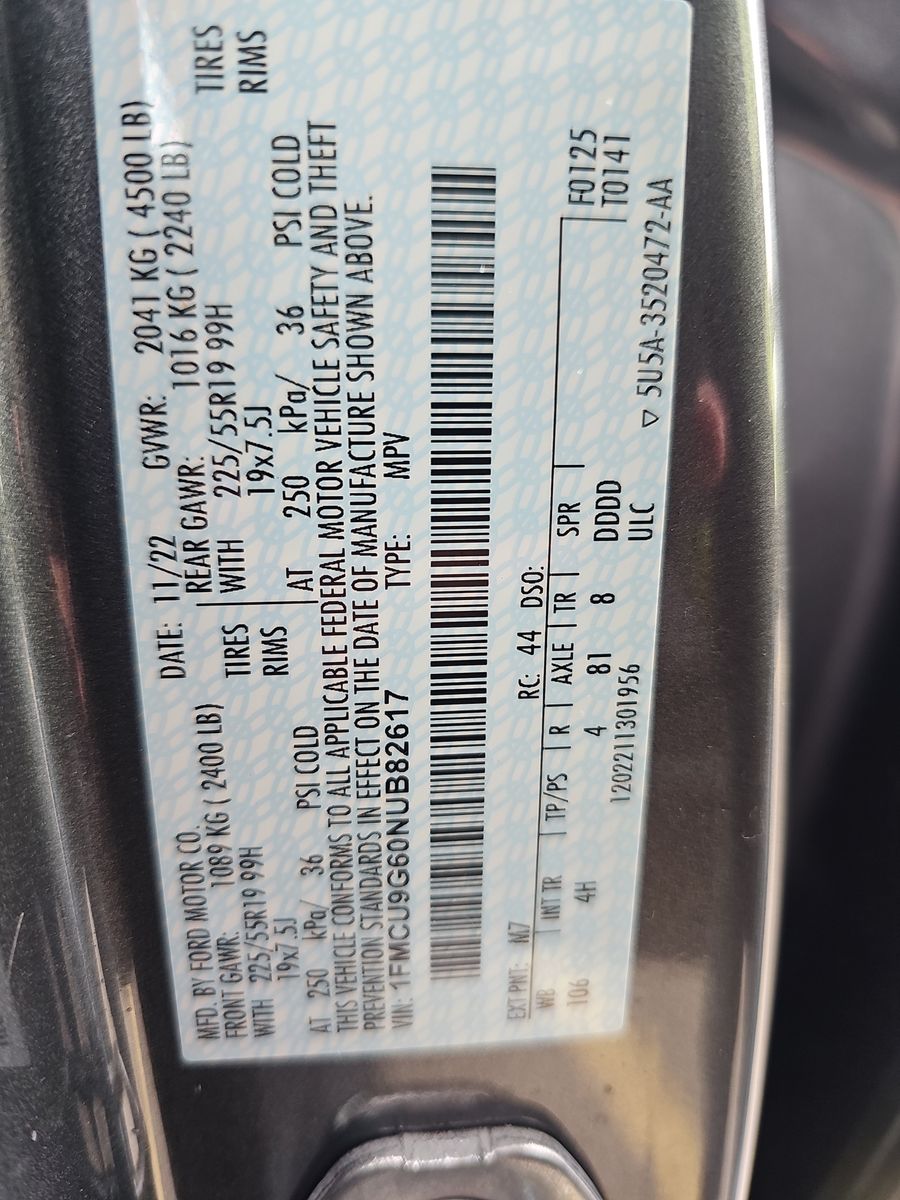 MFD. BY FORD MOTOR CO. DATE: 11/22 GVWR: 2041 KG ( 4500 LB)
FRONT GAWR: 1089 KG ( 2400 LB) REAR GAWR: 1016 KG ( 2240 LB)
WITH 225/55R19 99H TIRES WITH 225/55R19 99H TIRES
19x7.5J RIMS 19x7.5J RIMS
AT 250 kPa/ 36 PSI COLD AT 250 kPa/ 36 PSI COLD
THIS VEHICLE CONFORMS TO ALL APPLICABLE FEDERAL MOTOR VEHICLE SAFETY AND THEFT
PREVENTION STANDARDS IN EFFECT ON THE DATE OF MANUFACTURE SHOWN ABOVE.
VIN: 1FMCU9G60NUB82617 TYPE: MPV
EXT PNT: M7 RC: 44 DSO:
WB INT TR TP/PS R AXLE TR SPR F0125
106 4H 4 81 8 DDDD T0141
1202211301956 ULC
▽ 5U5A-3520472-AA